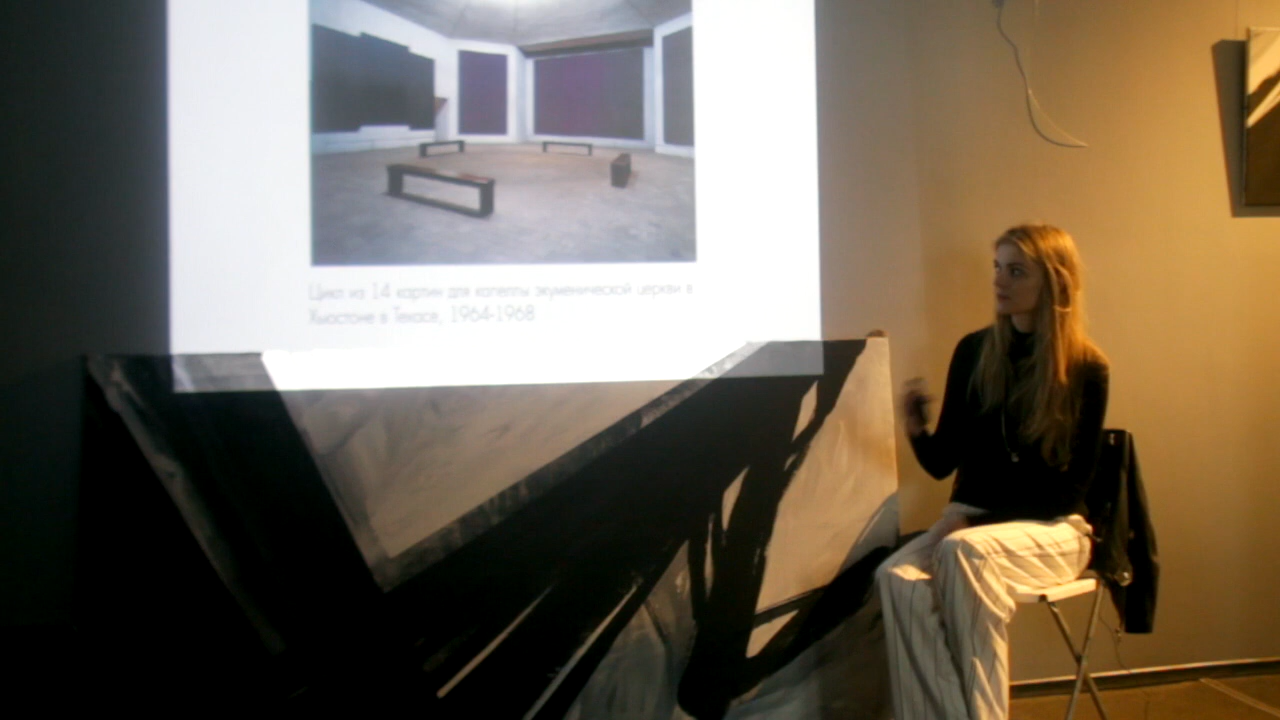 Цикл из 14 картин для капеллы экуменической церкви в
Хьюстоне в Техасе, 1964-1968